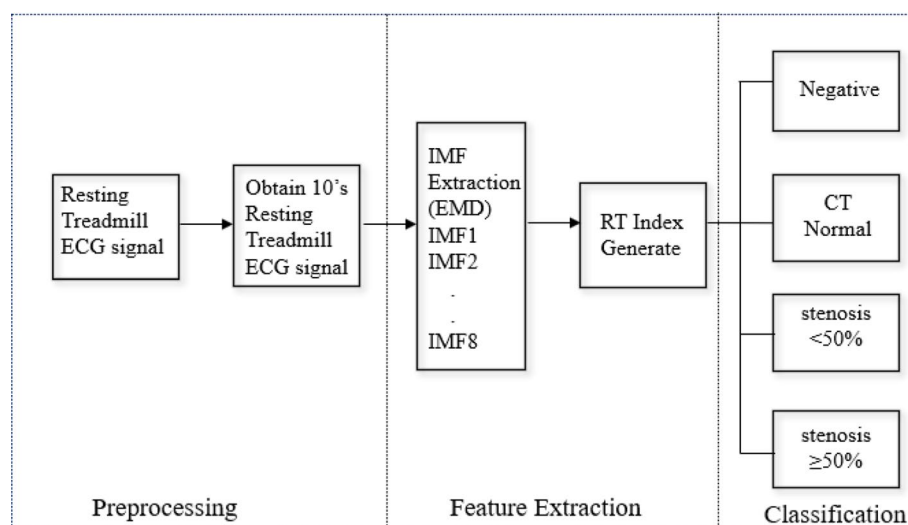 Resting
Treadmill
ECG signal
Obtain 10's
Resting
Treadmill
ECG signal
IMF
Extraction
(EMD)
IMF1
IMF2
.
.
IMF8
RT Index
Generate
Negative
CT
Normal
stenosis
<50%
stenosis
≥50%
Preprocessing
Feature Extraction
Classification